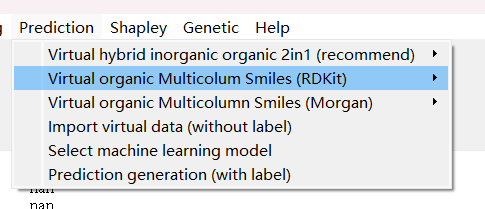 Prediction Shapley Genetic Help
Virtual hybrid inorganic organic 2in1 (recommend)
Virtual organic Multicolum Smiles (RDKit)
Virtual organic Multicolumn Smiles (Morgan)
Import virtual data (without label)
Select machine learning model
Prediction generation (with label)
nan
nan